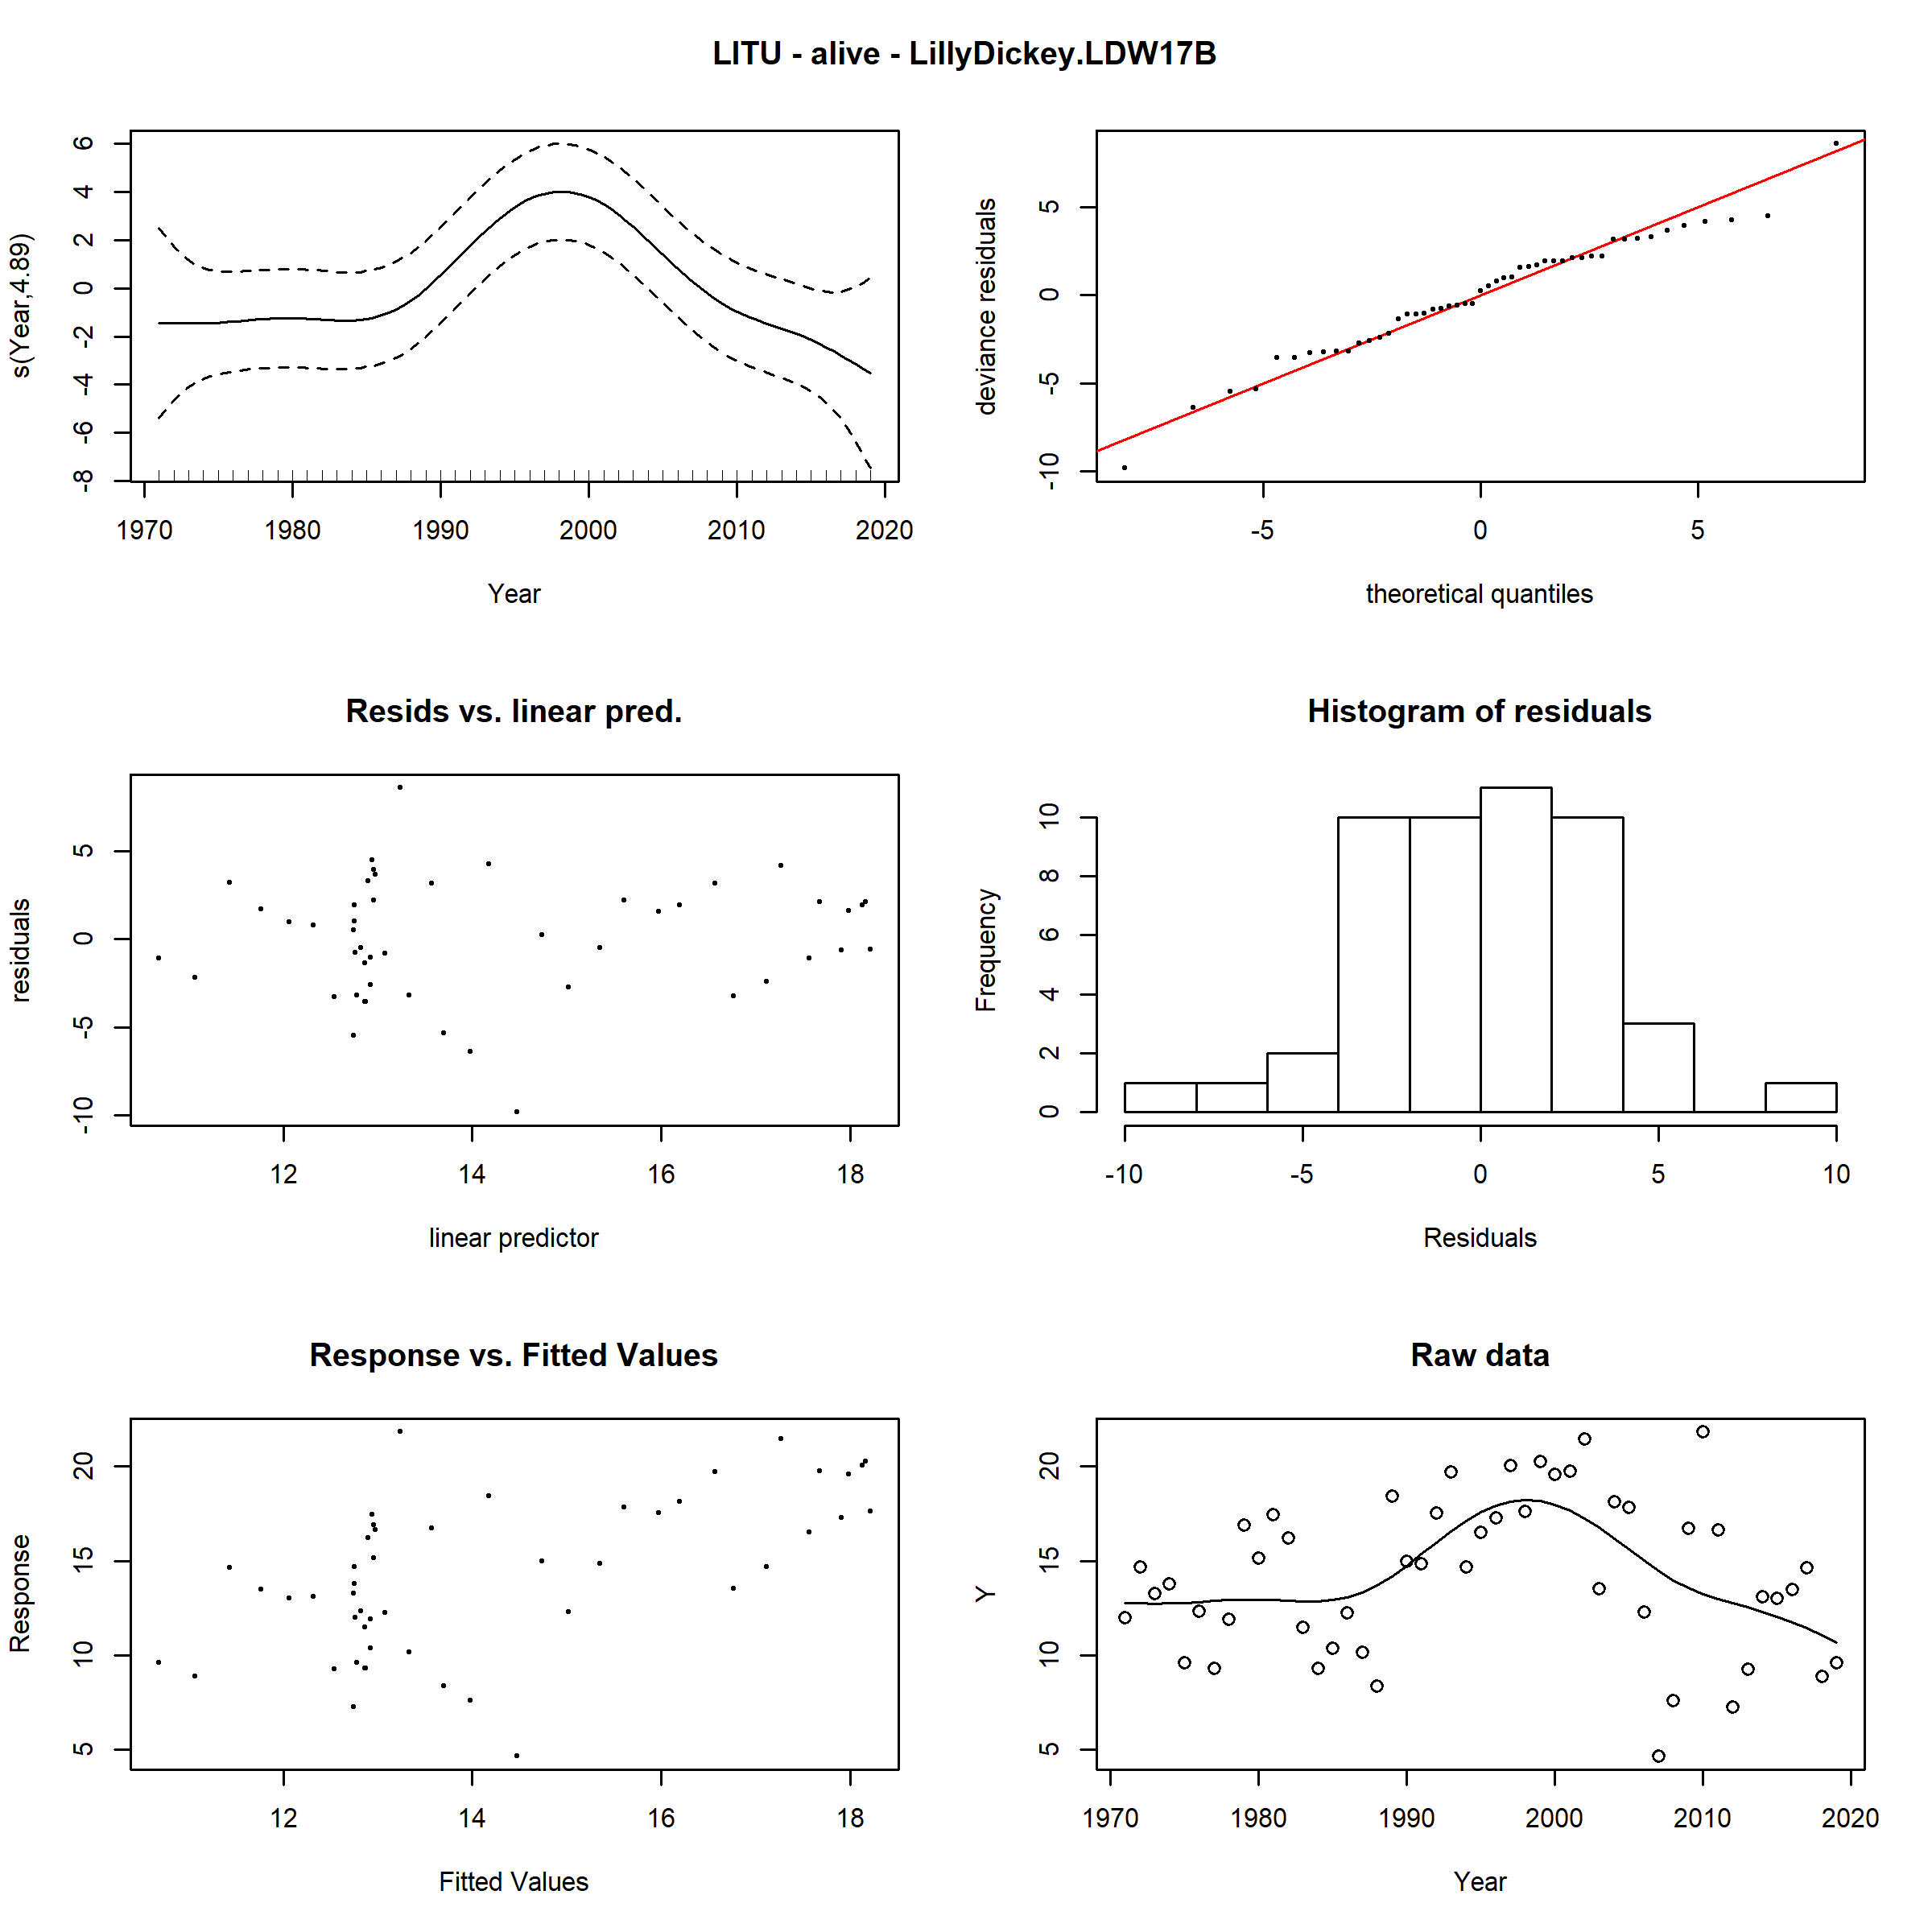 LITU - alive - LillyDickey.LDW17B
s(Year,4.89)
6
4
2
0
-2
-4
-6
-8
1970 1980 1990 2000 2010 2020
Year
deviance residuals
5
0
-5
-10
-5 0 5
theoretical quantiles
Resids vs. linear pred.
residuals
5
0
-5
-10
12 14 16 18
linear predictor
Histogram of residuals
Frequency
10
8
6
4
2
0
-10 -5 0 5 10
Residuals
Response vs. Fitted Values
Response
20
15
10
5
12 14 16 18
Fitted Values
Raw data
Y
20
15
10
5
1970 1980 1990 2000 2010 2020
Year